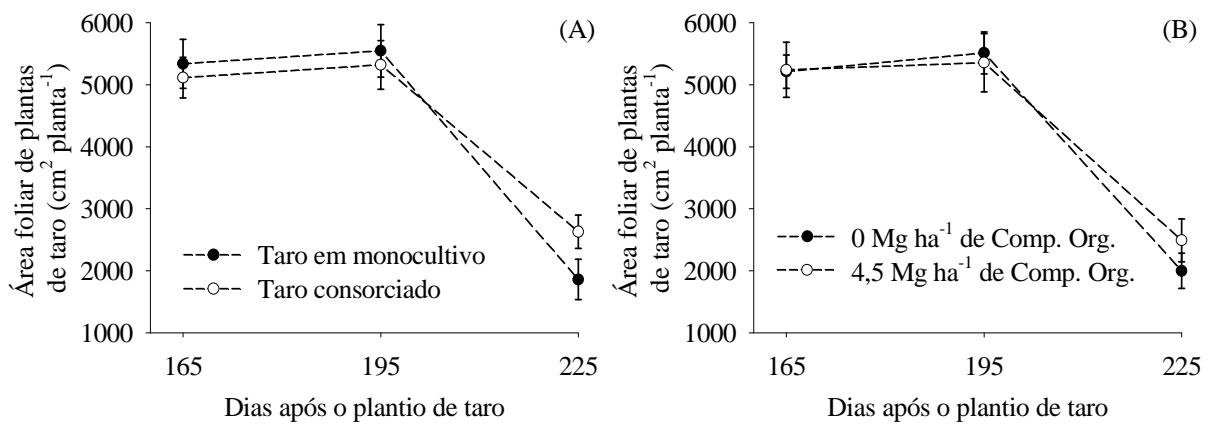 Área foliar de plantas
de taro (cm² planta⁻¹)
6000
5000
4000
3000
2000
1000
(A)
Taro em monocultivo
Taro consorciado
165
195
225
Dias após o plantio de taro
Área foliar de plantas
de taro (cm² planta⁻¹)
6000
5000
4000
3000
2000
1000
(B)
0 Mg ha⁻¹ de Comp. Org.
4,5 Mg ha⁻¹ de Comp. Org.
165
195
225
Dias após o plantio de taro